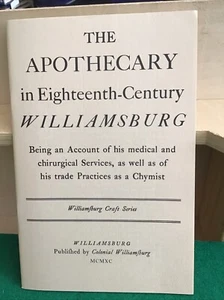 THE
APOTHECARY
in Eighteenth-Century
WILLIAMSBURG
Being an Account of his medical and
chirurgical Services, as well as of
his trade Practices as a Chymist
Williamsburg Craft Series
WILLIAMSBURG
Published by Colonial Williamsburg
MCMXC